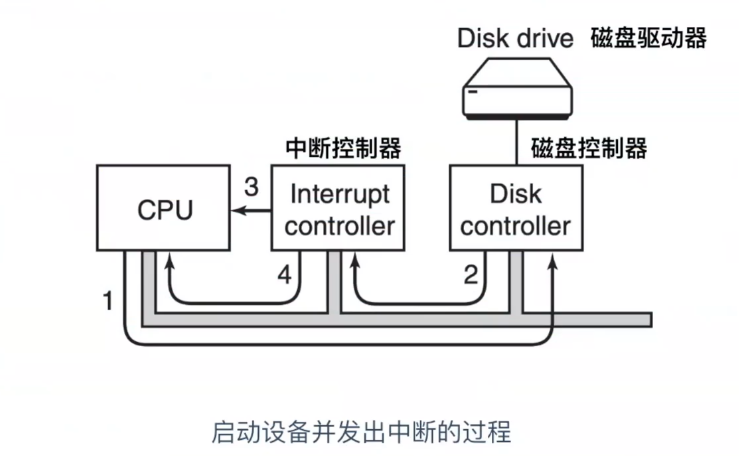 Disk drive 磁盘驱动器
中断控制器
磁盘控制器
CPU
3
Interrupt
controller
Disk
controller
1
4
2
启动设备并发出中断的过程